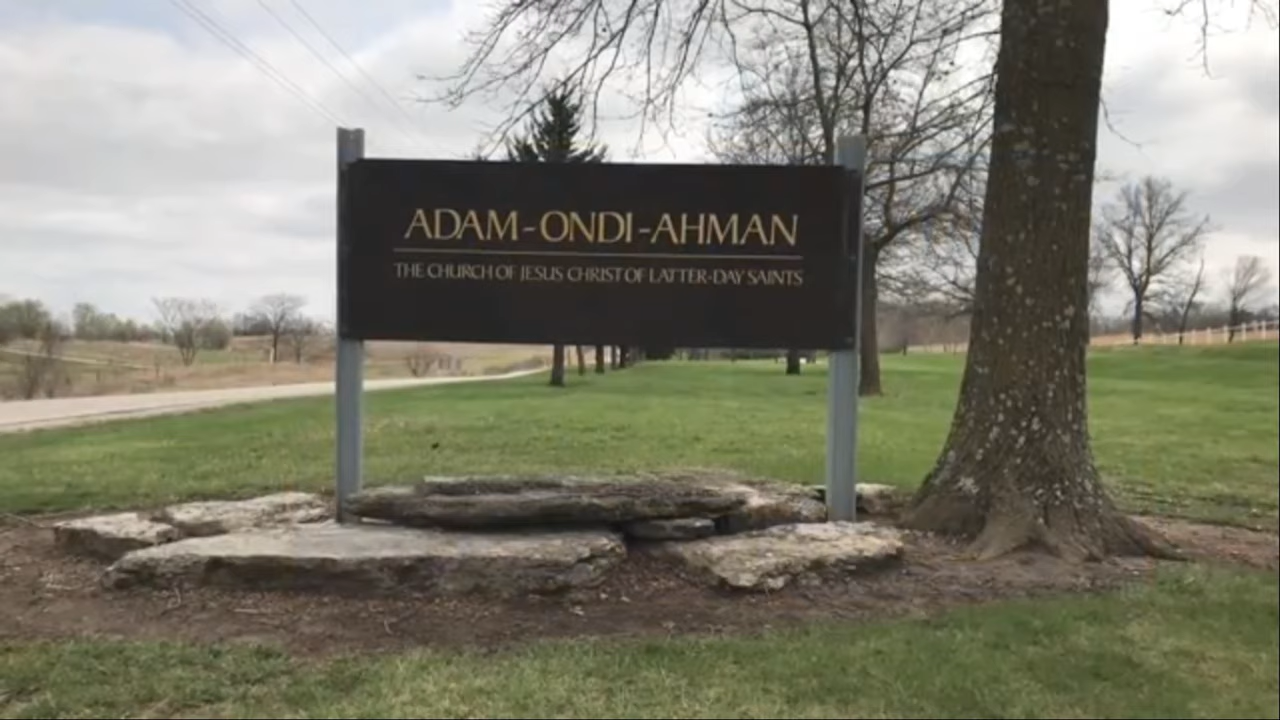 ADAM-ONDI-AHMAN
THE CHURCH OF JESUS CHRIST OF LATTER-DAY SAINTS